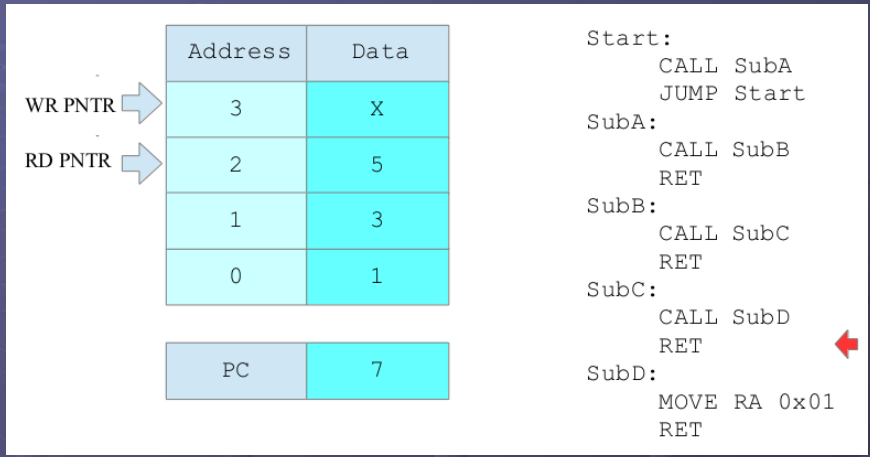 Address Data
WR PNTR 3 X
RD PNTR 2 5
1 3
0 1
PC 7
Start:
CALL SubA
JUMP Start
SubA:
CALL SubB
RET
SubB:
CALL SubC
RET
SubC:
CALL SubD
RET
SubD:
MOVE RA 0x01
RET